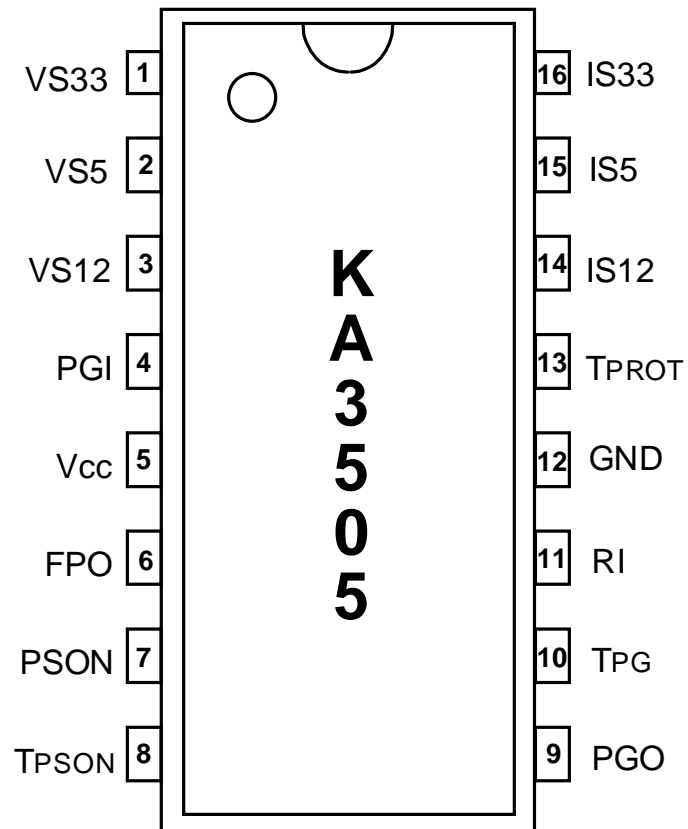 VS33 1 16 IS33
VS5 2 15 IS5
VS12 3 14 IS12
PGI 4 13 TPROT
Vcc 5 12 GND
FPO 6 11 RI
PSON 7 10 TPG
TPSON 8 9 PGO
K
A
3
5
0
5